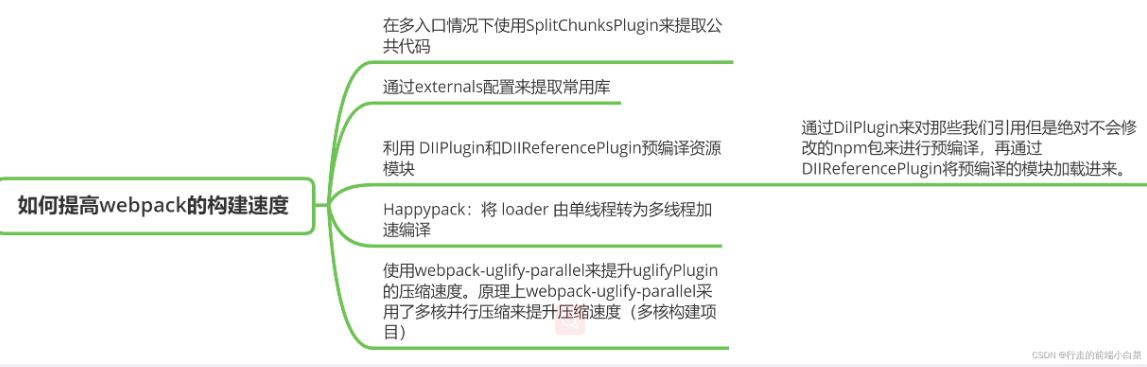 在多入口情况下使用SplitChunksPlugin来提取公
共代码
通过externals配置来提取常用库
利用 DIIPlugin和DIIReferencePlugin预编译资源
模块
通过DilPlugin来对那些我们引用但是绝对不会修
改的npm包来进行预编译，再通过
DIIReferencePlugin将预编译的模块加载进来。
如何提高webpack的构建速度
Happypack：将 loader 由单线程转为多线程加
速编译
使用webpack-uglify-parallel来提升uglifyPlugin
的压缩速度。原理上webpack-uglify-parallel采
用了多核并行压缩来提升压缩速度（多核构建项
目）
CSDN @行走的前端小白菜